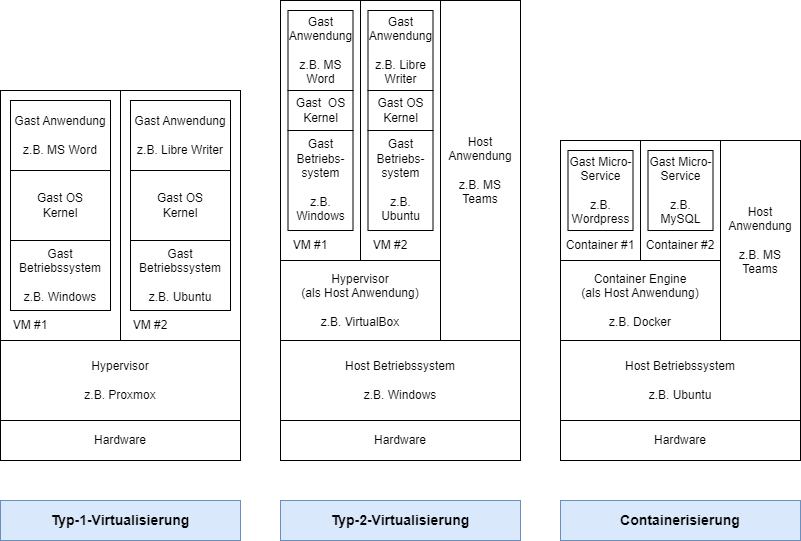 Gast Anwendung
z.B. MS Word
Gast OS
Kernel
Gast
Betriebssystem
z.B. Windows
VM #1
Gast Anwendung
z.B. Libre Writer
Gast OS
Kernel
Gast
Betriebssystem
z.B. Ubuntu
VM #2
Hypervisor
z.B. Proxmox
Hardware
Typ-1-Virtualisierung
Gast
Anwendung
z.B. MS
Word
Gast OS
Kernel
Gast
Betriebs-
system
z.B.
Windows
VM #1
Gast
Anwendung
z.B. Libre
Writer
Gast OS
Kernel
Gast
Betriebs-
system
z.B.
Ubuntu
VM #2
Host
Anwendung
z.B. MS
Teams
Hypervisor
(als Host Anwendung)
z.B. VirtualBox
Host Betriebssystem
z.B. Windows
Hardware
Typ-2-Virtualisierung
Gast Micro-
Service
z.B.
Wordpress
Container #1
Gast Micro-
Service
z.B.
MySQL
Container #2
Host
Anwendung
z.B. MS
Teams
Container Engine
(als Host Anwendung)
z.B. Docker
Host Betriebssystem
z.B. Ubuntu
Hardware
Containerisierung